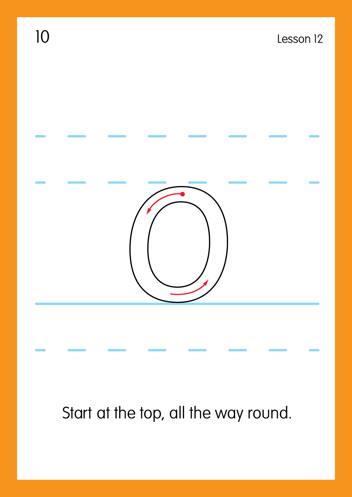 10
Lesson 12
o
Start at the top, all the way round.